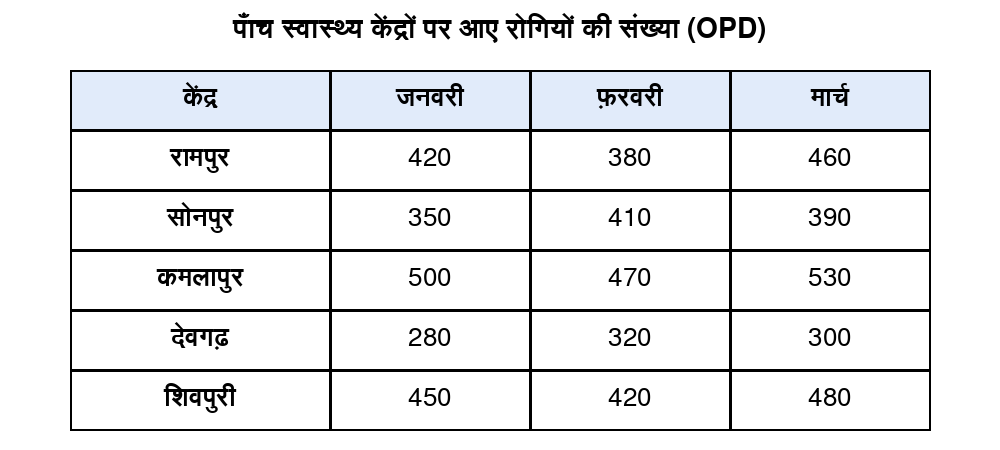 पाँच स्वास्थ्य केंद्रों पर आए रोगियों की संख्या (OPD)
केंद्र जनवरी फ़रवरी मार्च
रामपुर 420 380 460
सोनपुर 350 410 390
कमलापुर 500 470 530
देवगढ़ 280 320 300
शिवपुरी 450 420 480